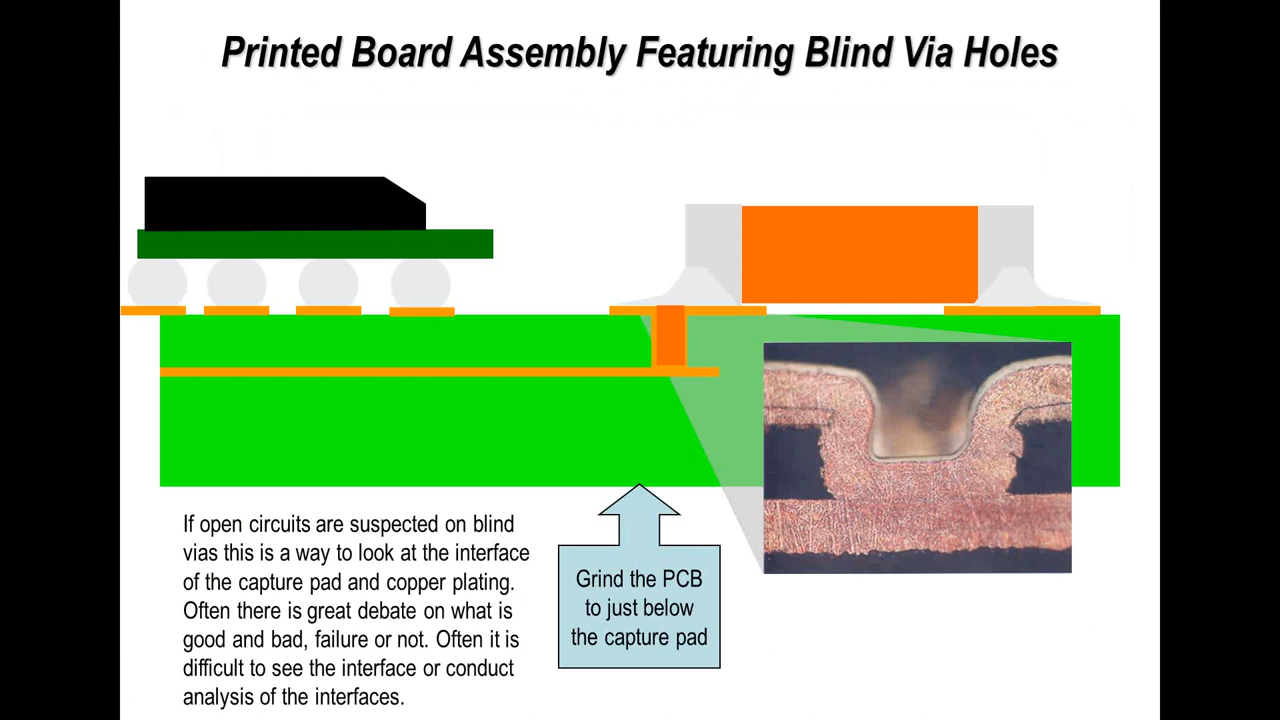 Printed Board Assembly Featuring Blind Via Holes
If open circuits are suspected on blind
vias this is a way to look at the interface
of the capture pad and copper plating.
Often there is great debate on what is
good and bad, failure or not. Often it is
difficult to see the interface or conduct
analysis of the interfaces.
Grind the PCB
to just below
the capture pad